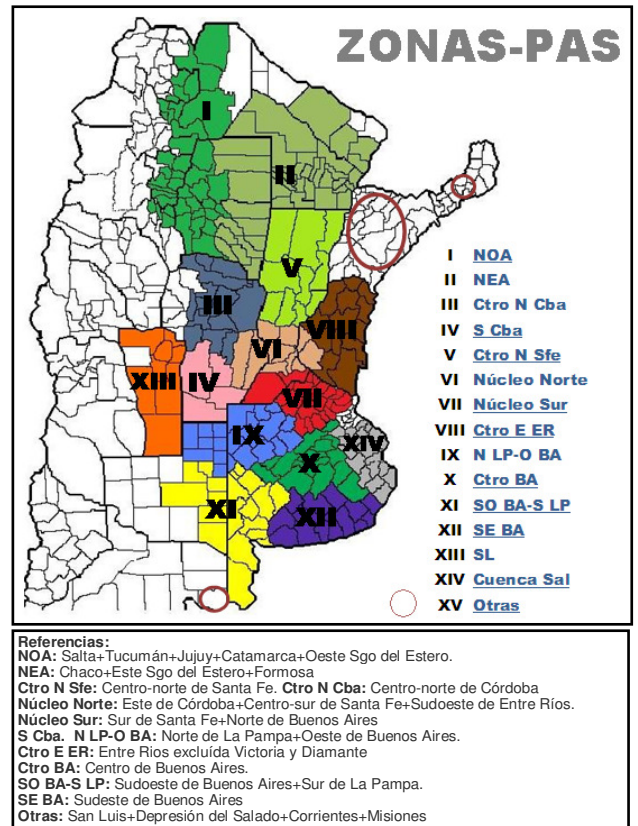 ZONAS-PAS
I
II
III
V
VI
VIII
XIII
IV
VII
IX
X
XIV
XI
XII
I NOA
II NEA
III Ctro N Cba
IV S Cba
V Ctro N Sfe
VI Núcleo Norte
VII Núcleo Sur
VIII Ctro E ER
IX N LP-O BA
X Ctro BA
XI SO BA-S LP
XII SE BA
XIII SL
XIV Cuenca Sal
XV Otras
Referencias:
NOA: Salta+Tucumán+Jujuy+Catamarca+Oeste Sgo del Estero.
NEA: Chaco+Este Sgo del Estero+Formosa
Ctro N Sfe: Centro-norte de Santa Fe. Ctro N Cba: Centro-norte de Córdoba
Núcleo Norte: Este de Córdoba+Centro-sur de Santa Fe+Sudoeste de Entre Ríos.
Núcleo Sur: Sur de Santa Fe+Norte de Buenos Aires
S Cba. N LP-O BA: Norte de La Pampa+Oeste de Buenos Aires.
Ctro E ER: Entre Rios excluída Victoria y Diamante
Ctro BA: Centro de Buenos Aires.
SO BA-S LP: Sudoeste de Buenos Aires+Sur de La Pampa.
SE BA: Sudeste de Buenos Aires
Otras: San Luis+Depresión del Salado+Corrientes+Misiones